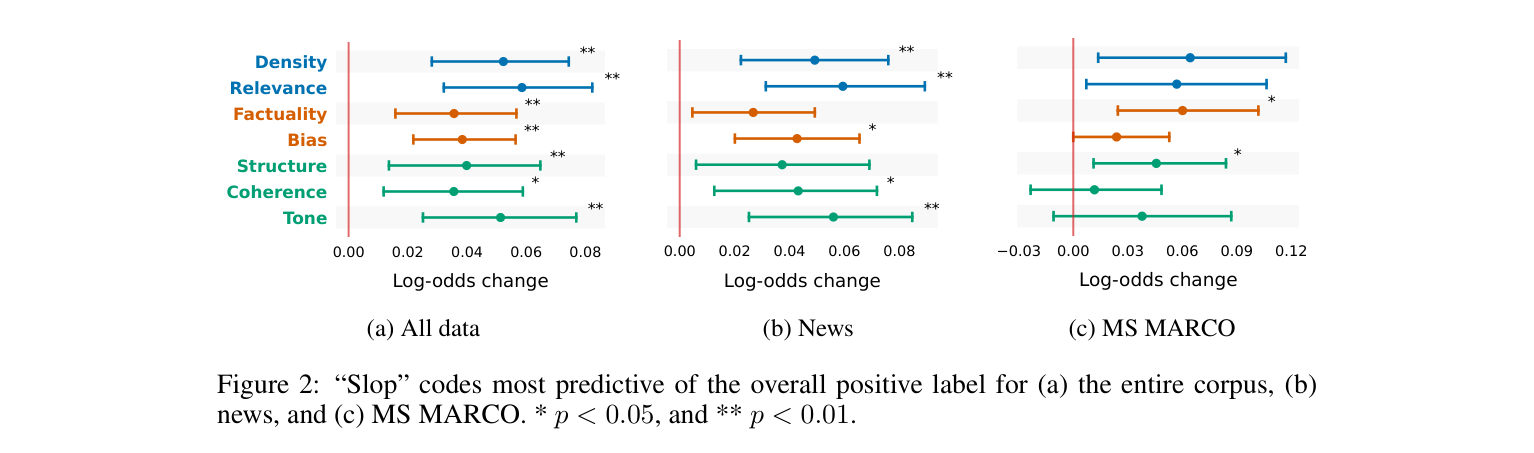 Density
Relevance
Factuality
Bias
Structure
Coherence
Tone
**
**
**
**
**
*
**
0.00 0.02 0.04 0.06 0.08
Log-odds change
(a) All data
**
**
*
*
**
0.00 0.02 0.04 0.06 0.08
Log-odds change
(b) News
*
*
−0.03 0.00 0.03 0.06 0.09 0.12
Log-odds change
(c) MS MARCO
Figure 2: “Slop” codes most predictive of the overall positive label for (a) the entire corpus, (b)
news, and (c) MS MARCO. * p < 0.05, and ** p < 0.01.